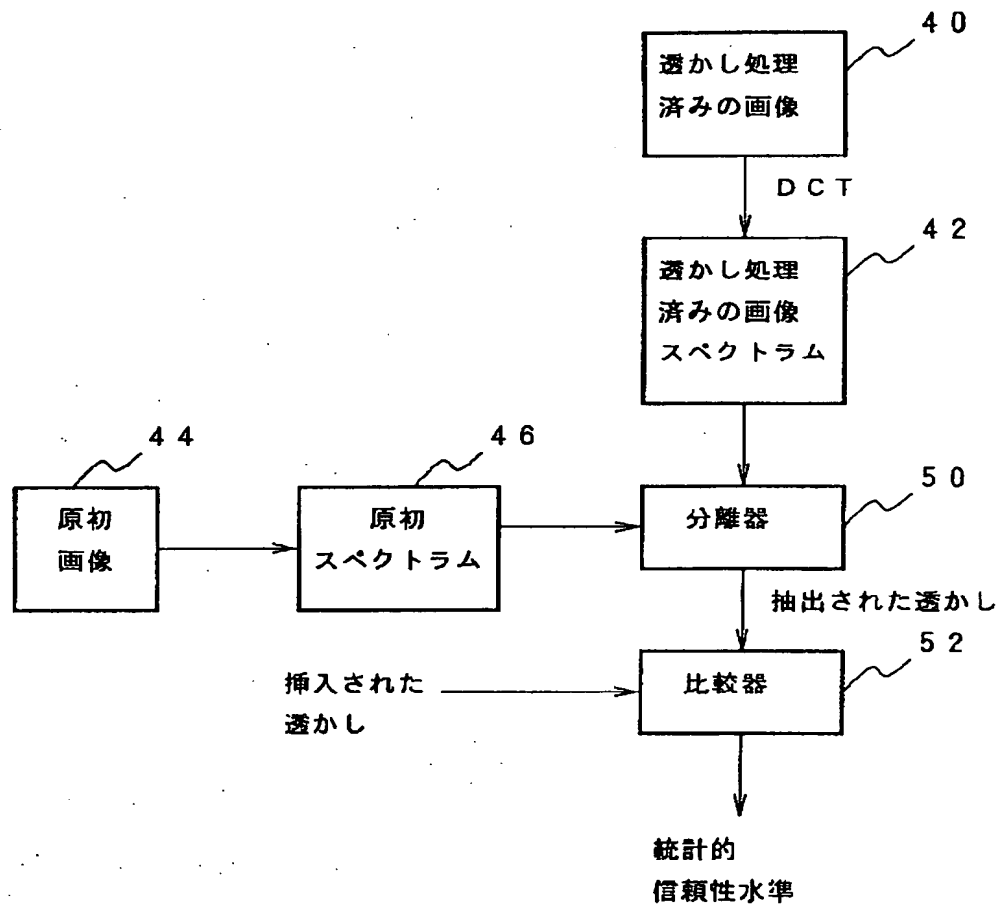 40
透かし処理
済みの画像
DCT
42
透かし処理
済みの画像
スペクトラム
44
原初
画像
46
原初
スペクトラム
50
分離器
抽出された透かし
52
比較器
挿入された
透かし
統計的
信頼性水準